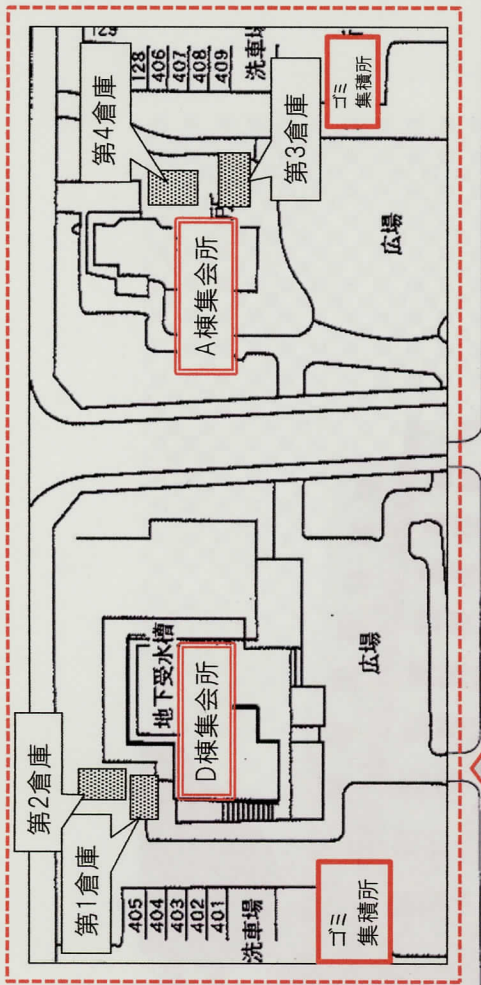 第2倉庫
第1倉庫
405
404
403
402
401
洗車場
ゴミ
集積所
地下受水槽
D棟集会所
広場
A棟集会所
第4倉庫
第3倉庫
128
406
407
408
409
洗車場
ゴミ
集積所
広場